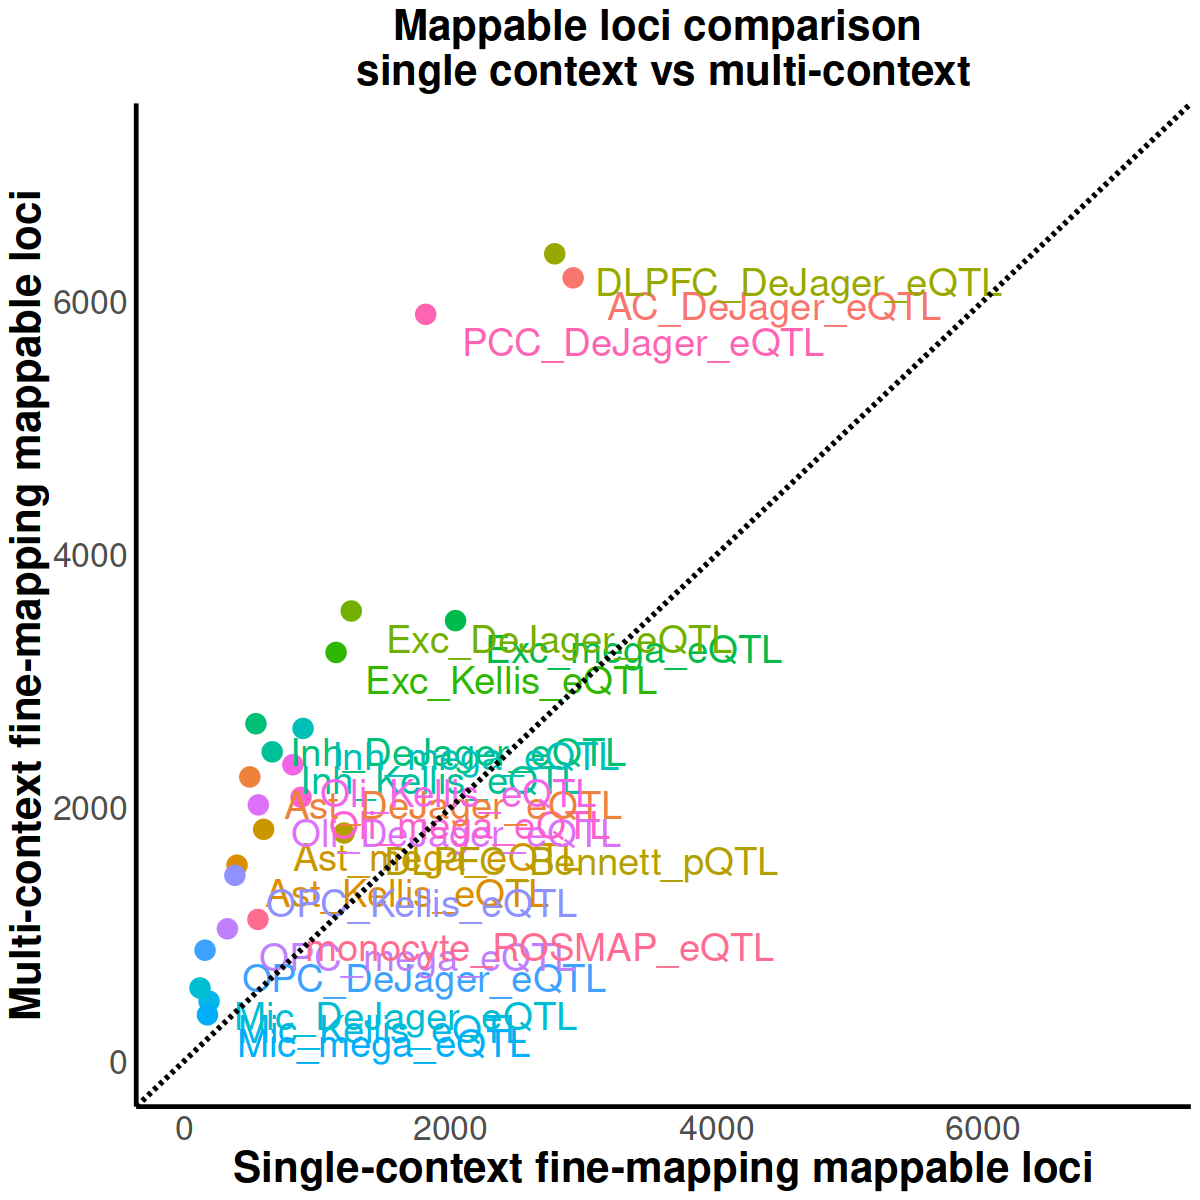 Mappable loci comparison
single context vs multi-context
Multi-context fine-mapping mappable loci
6000
4000
2000
0
DLPFC_DeJager_eQTL
AC_DeJager_eQTL
PCC_DeJager_eQTL
Exc_DeJager_eQTL
Exc_mega_eQTL
Exc_Kellis_eQTL
Inh_DeJager_eQTL
Inh_mega_eQTL
Inh_Kellis_eQTL
Oli_Kellis_eQTL
Ast_DeJager_eQTL
Oli_mega_eQTL
Oli_DeJager_eQTL
Ast_mega_eQTL
DLPFC_Bennett_pQTL
Ast_Kellis_eQTL
OPC_Kellis_eQTL
monocyte_ROSMAP_eQTL
OPC_mega_eQTL
OPC_DeJager_eQTL
Mic_DeJager_eQTL
Mic_Kellis_eQTL
Mic_mega_eQTL
0
2000
4000
6000
Single-context fine-mapping mappable loci